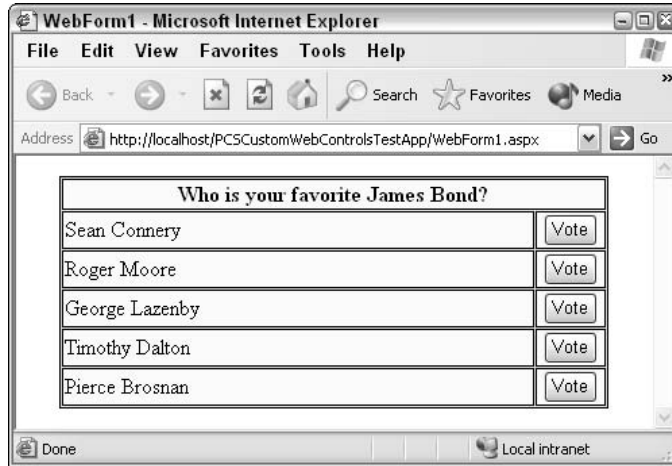 WebForm1 - Microsoft Internet Explorer
File Edit View Favorites Tools Help
Back Search Favorites Media »
Address http://localhost/PCSCustomWebControlsTestApp/WebForm1.aspx Go
Who is your favorite James Bond?
Sean Connery Vote
Roger Moore Vote
George Lazenby Vote
Timothy Dalton Vote
Pierce Brosnan Vote
Done Local intranet